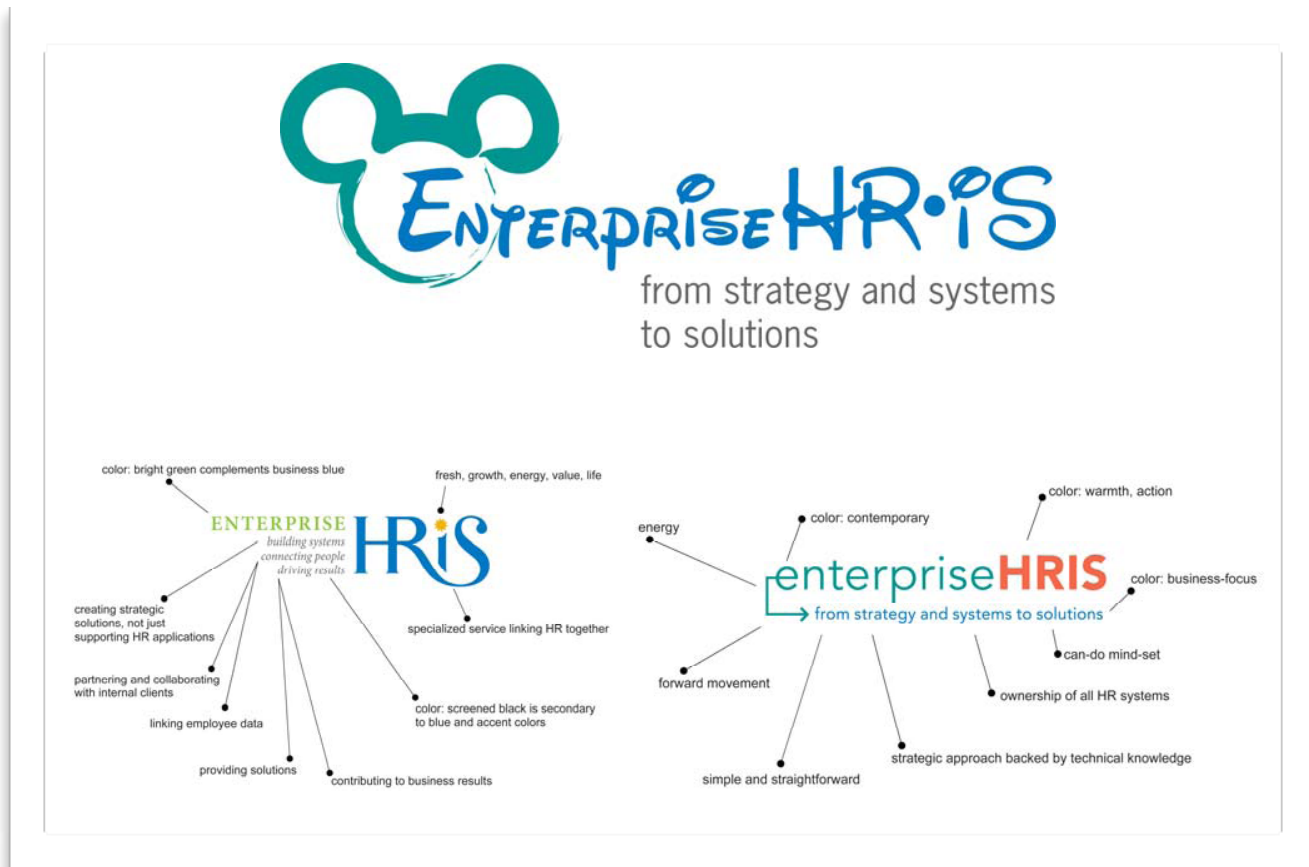 EnterpriseHR•iS
from strategy and systems
to solutions
color: bright green complements business blue
fresh, growth, energy, value, life
ENTERPRISE
HRiS
building systems
connecting people
driving results
creating strategic
solutions, not just
supporting HR applications
specialized service linking HR together
partnering and collaborating
with internal clients
linking employee data
color: screened black is secondary
to blue and accent colors
providing solutions
contributing to business results
color: warmth, action
color: contemporary
energy
enterpriseHRIS
color: business-focus
from strategy and systems to solutions
can-do mind-set
forward movement
ownership of all HR systems
strategic approach backed by technical knowledge
simple and straightforward